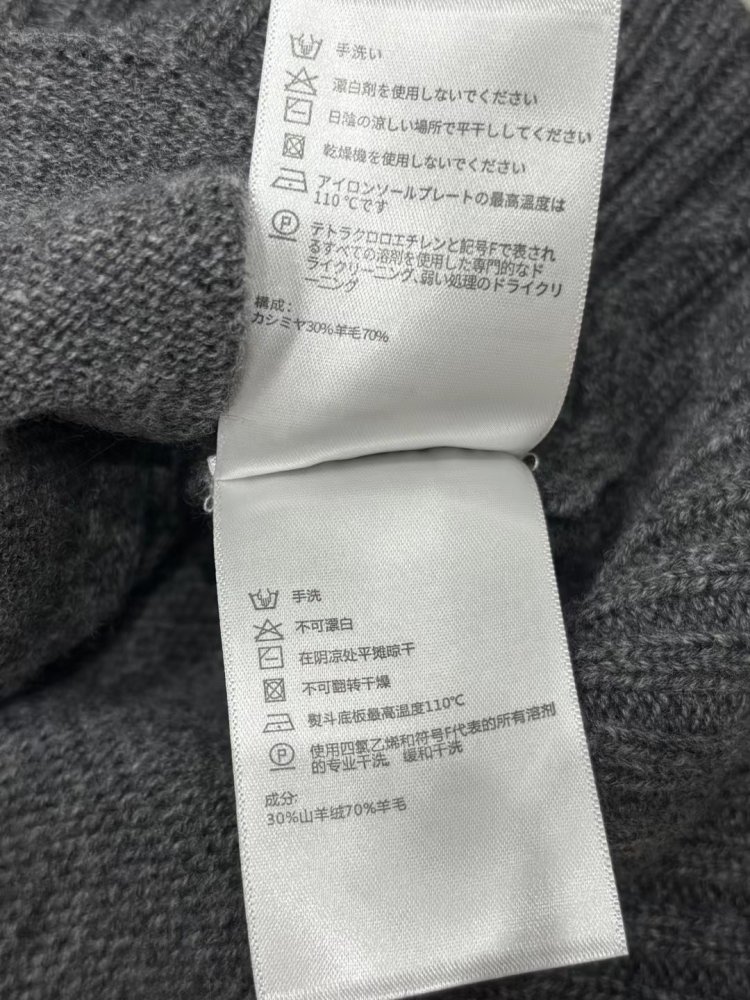 手洗い
漂白剤を使用しないでください
日陰の涼しい場所で平干ししてください
乾燥機を使用しないでください
アイロンソールプレートの最高温度は
110℃です
P
テトラクロロエチレンと記号Fで表され
るすべての溶剤を使用した専門的なド
ライクリーニング、弱い処理のドライクリ
ーニング
構成：
カシミヤ30%羊毛70%
手洗
不可漂白
在阴凉处平摊晾干
不可翻转干燥
熨斗底板最高温度110℃
P
使用四氯乙烯和符号F代表的所有溶剂
的专业干洗，缓和干洗
成分:
30%山羊绒70%羊毛